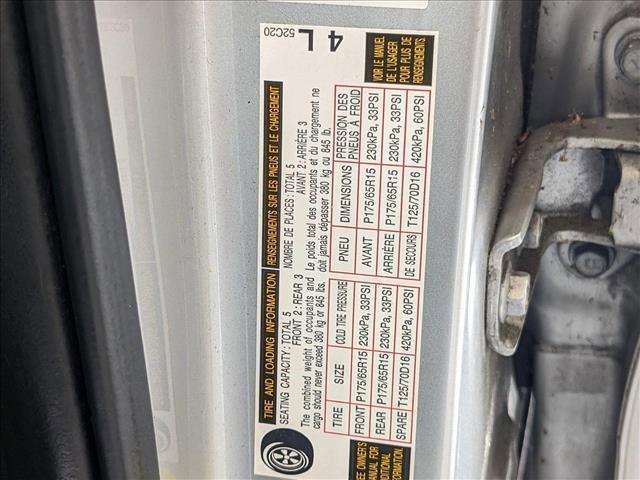 TIRE AND LOADING INFORMATION
SEATING CAPACITY: TOTAL 5
FRONT 2: REAR 3
The combined weight of occupants and
cargo should never exceed 380 kg or 845 lbs.
TIRE SIZE COLD TIRE PRESSURE
FRONT P175/65R15 230kPa, 33PSI
REAR P175/65R15 230kPa, 33PSI
SPARE T125/70D16 420kPa, 60PSI
OWNER'S
MANUAL FOR
INFORMATION.
RENSEIGNEMENTS SUR LES PNEUS ET LE CHARGEMENT
NOMBRE DE PLACES: TOTAL 5
AVANT 2: ARRIÈRE 3
Le poids total des occupants et du chargement ne
doit jamais dépasser 380 kg ou 845 lb.
PNEU DIMENSIONS PRESSION DES
PNEUS À FROID
AVANT P175/65R15 230kPa, 33PSI
ARRIÈRE P175/65R15 230kPa, 33PSI
DE SECOURS T125/70D16 420kPa, 60PSI
VOIR LE MANUEL
DE L'USAGER
POUR PLUS DE
RENSEIGNEMENTS
52C20
4 L